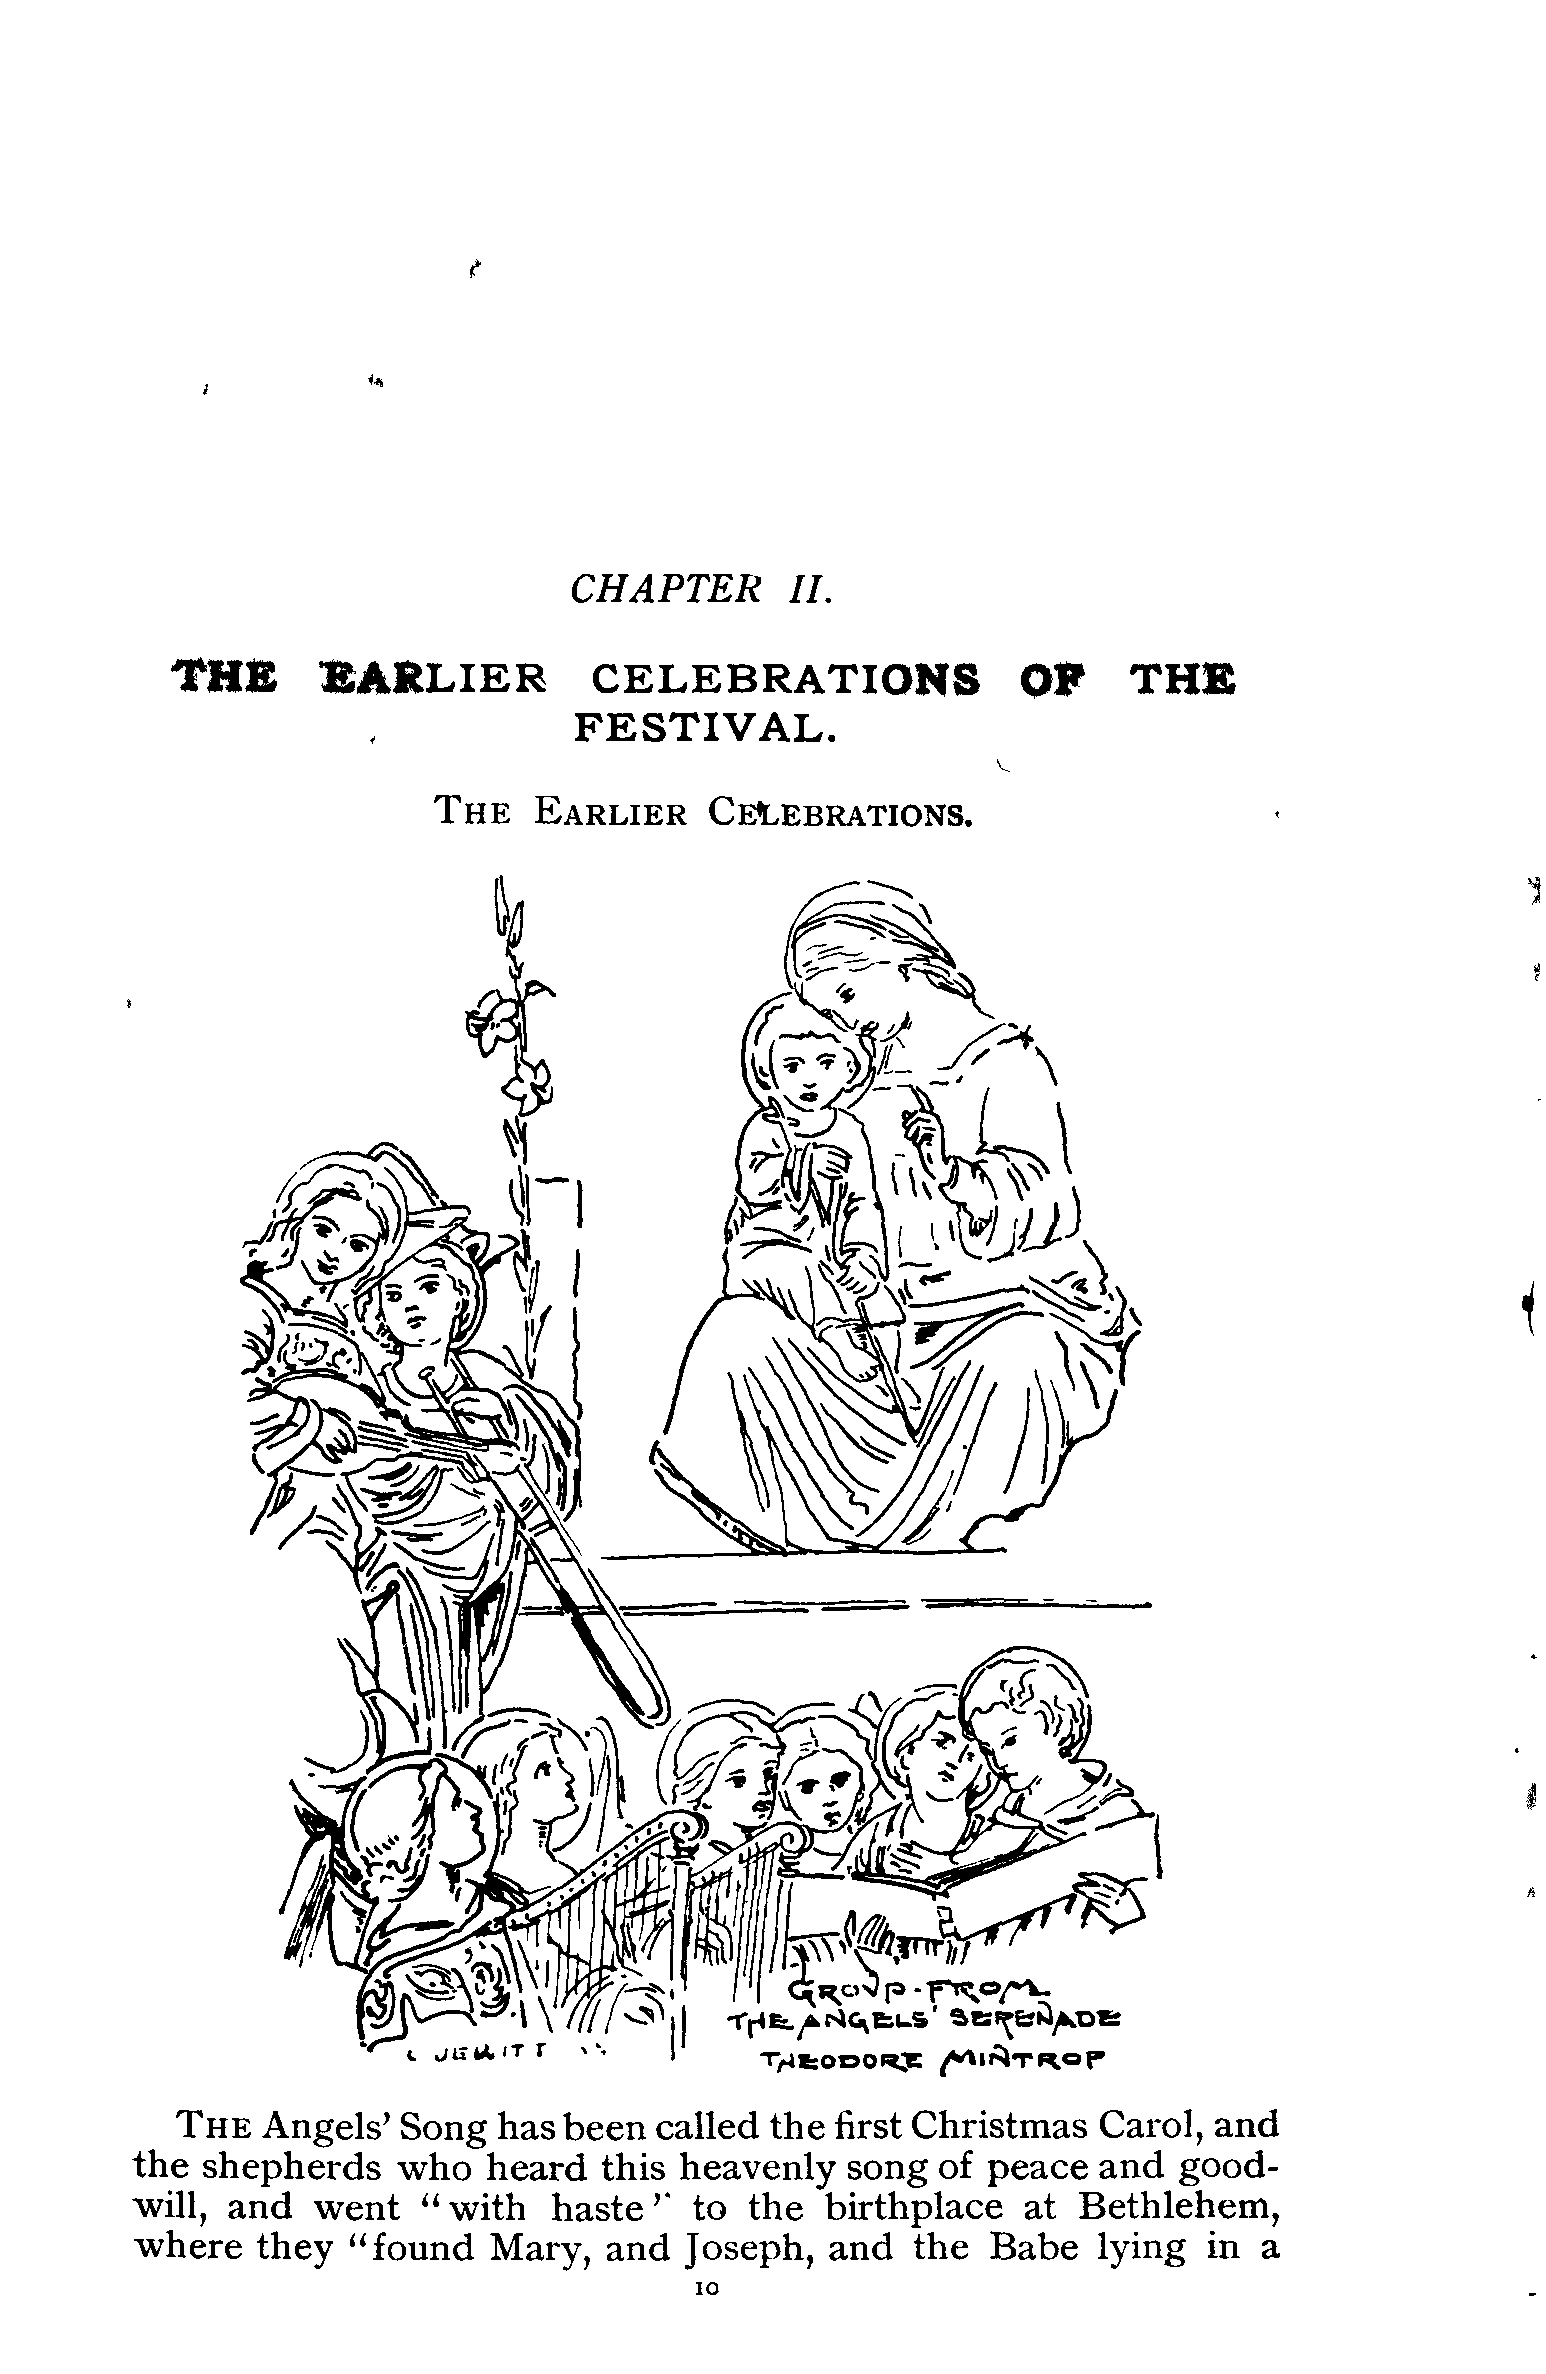 CHAPTER II.
THE EARLIER CELEBRATIONS OF THE
FESTIVAL.
THE EARLIER CELEBRATIONS.
GROUP-FROM
THE ANGELS' SERENADE
THEODORE MINTROP
THE Angels' Song has been called the first Christmas Carol, and
the shepherds who heard this heavenly song of peace and good-
will, and went "with haste" to the birthplace at Bethlehem,
where they "found Mary, and Joseph, and the Babe lying in a
10